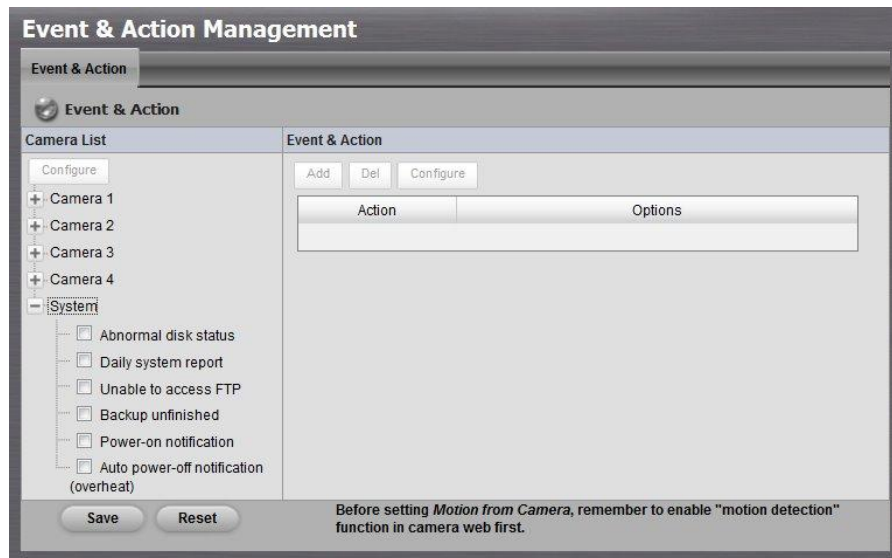 Event & Action Management
Event & Action
Event & Action
Camera List
Configure
Camera 1
Camera 2
Camera 3
Camera 4
System
Abnormal disk status
Daily system report
Unable to access FTP
Backup unfinished
Power-on notification
Auto power-off notification
(overheat)
Save
Reset
Event & Action
Add
Del
Configure
Action
Options
Before setting Motion from Camera, remember to enable "motion detection"
function in camera web first.